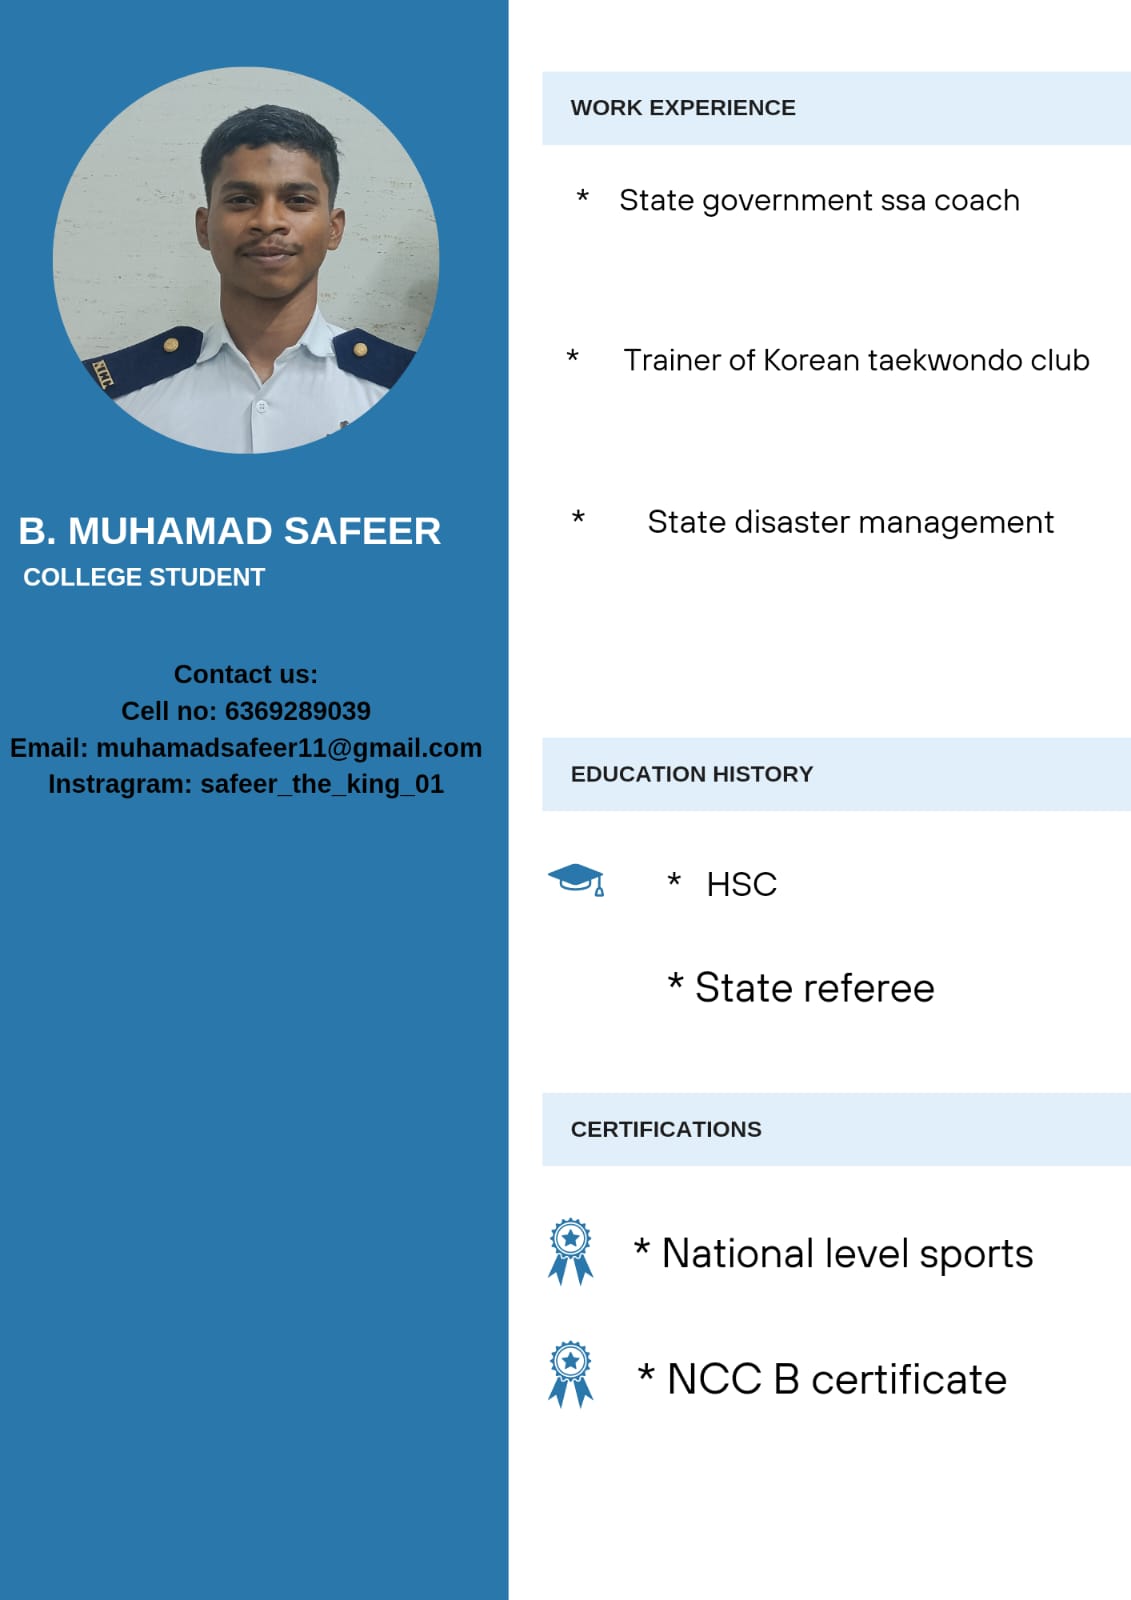 B. MUHAMAD SAFEER
COLLEGE STUDENT
Contact us:
Cell no: 6369289039
Email: muhamadsafeer11@gmail.com
Instragram: safeer_the_king_01
WORK EXPERIENCE
* State government ssa coach
* Trainer of Korean taekwondo club
* State disaster management
EDUCATION HISTORY
* HSC
* State referee
CERTIFICATIONS
* National level sports
* NCC B certificate